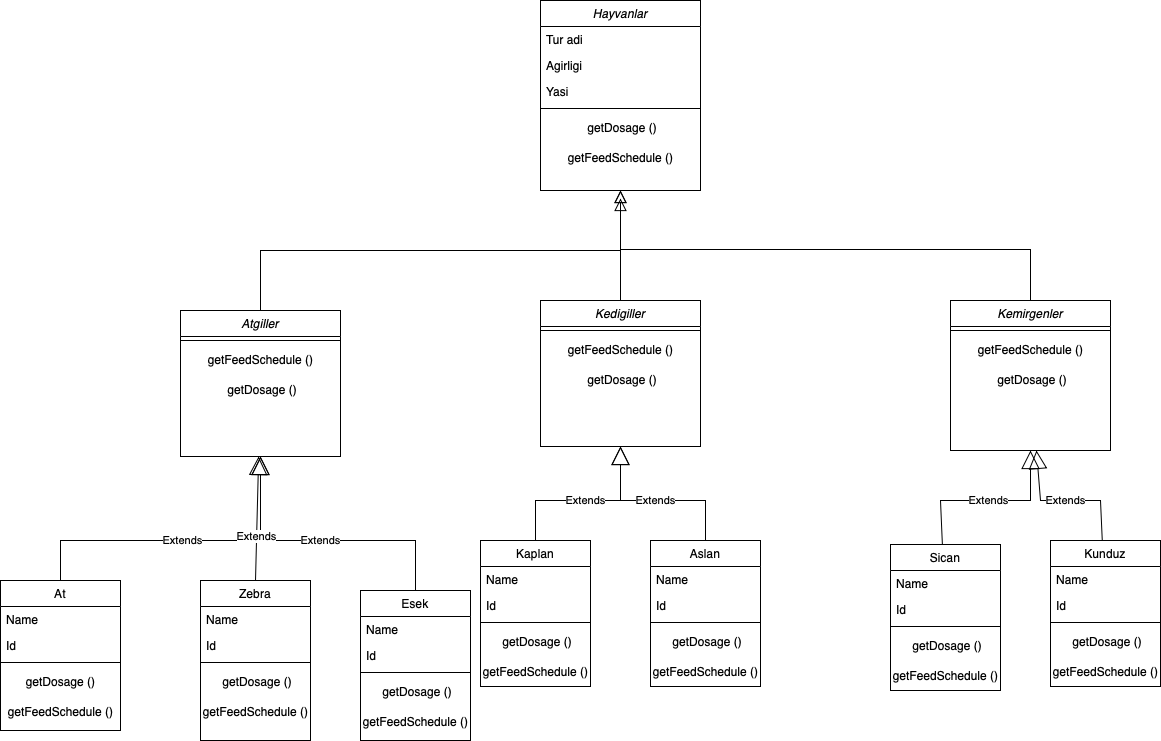 Hayvanlar
Tur adi
Agirligi
Yasi
getDosage ()
getFeedSchedule ()
Atgiller
getFeedSchedule ()
getDosage ()
Kedigiller
getFeedSchedule ()
getDosage ()
Kemirgenler
getFeedSchedule ()
getDosage ()
Extends
Extends
Extends
Extends
Extends
Extends
Extends
At
Name
Id
getDosage ()
getFeedSchedule ()
Zebra
Name
Id
getDosage ()
getFeedSchedule ()
Esek
Name
Id
getDosage ()
getFeedSchedule ()
Kaplan
Name
Id
getDosage ()
getFeedSchedule ()
Aslan
Name
Id
getDosage ()
getFeedSchedule ()
Sican
Name
Id
getDosage ()
getFeedSchedule ()
Kunduz
Name
Id
getDosage ()
getFeedSchedule ()